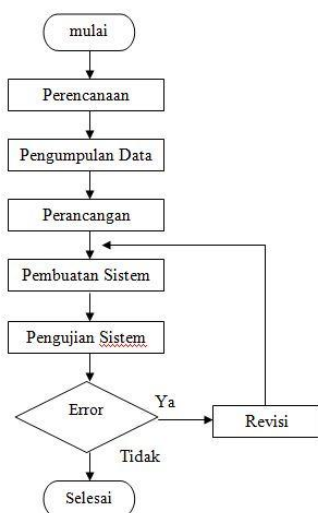 mulai
Perencanaan
Pengumpulan Data
Perancangan
Pembuatan Sistem
Pengujian Sistem
Error
Ya
Revisi
Tidak
Selesai